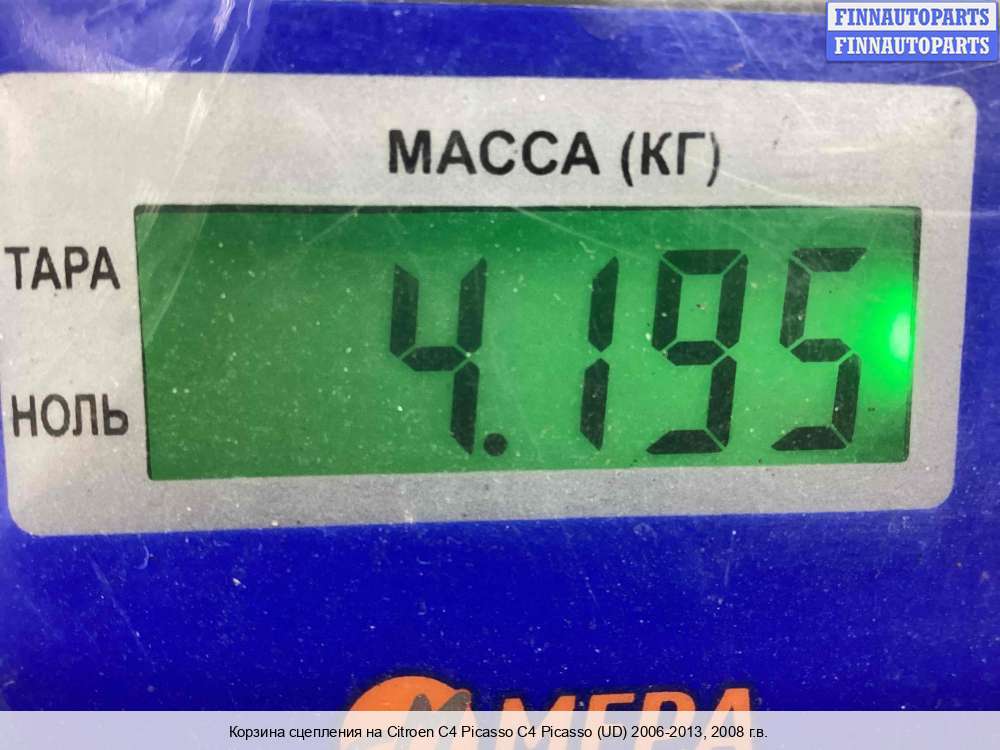 FINNAUTOPARTS
FINNAUTOPARTS
МАССА (КГ)
ТАРА
4.195
НОЛЬ
МЕРА
Корзина сцепления на Citroen C4 Picasso C4 Picasso (UD) 2006-2013, 2008 г.в.